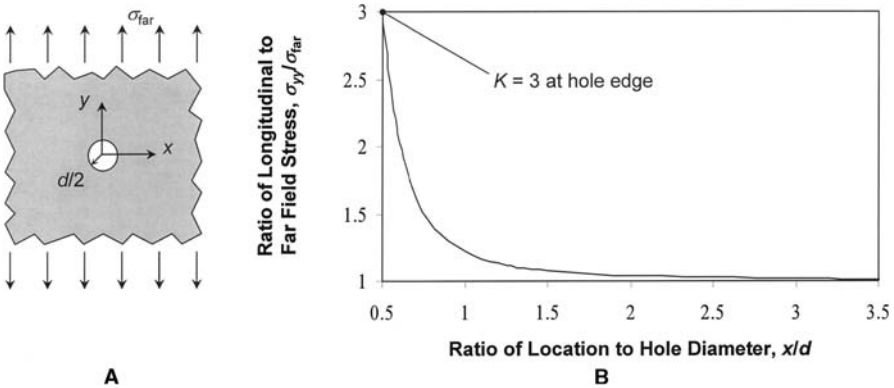 σfar
y
x
d/2
A
B
Ratio of Longitudinal to
Far Field Stress, σyy/σfar
3
2.5
2
1.5
1
K = 3 at hole edge
0.5
1
1.5
2
2.5
3
3.5
Ratio of Location to Hole Diameter, x/d